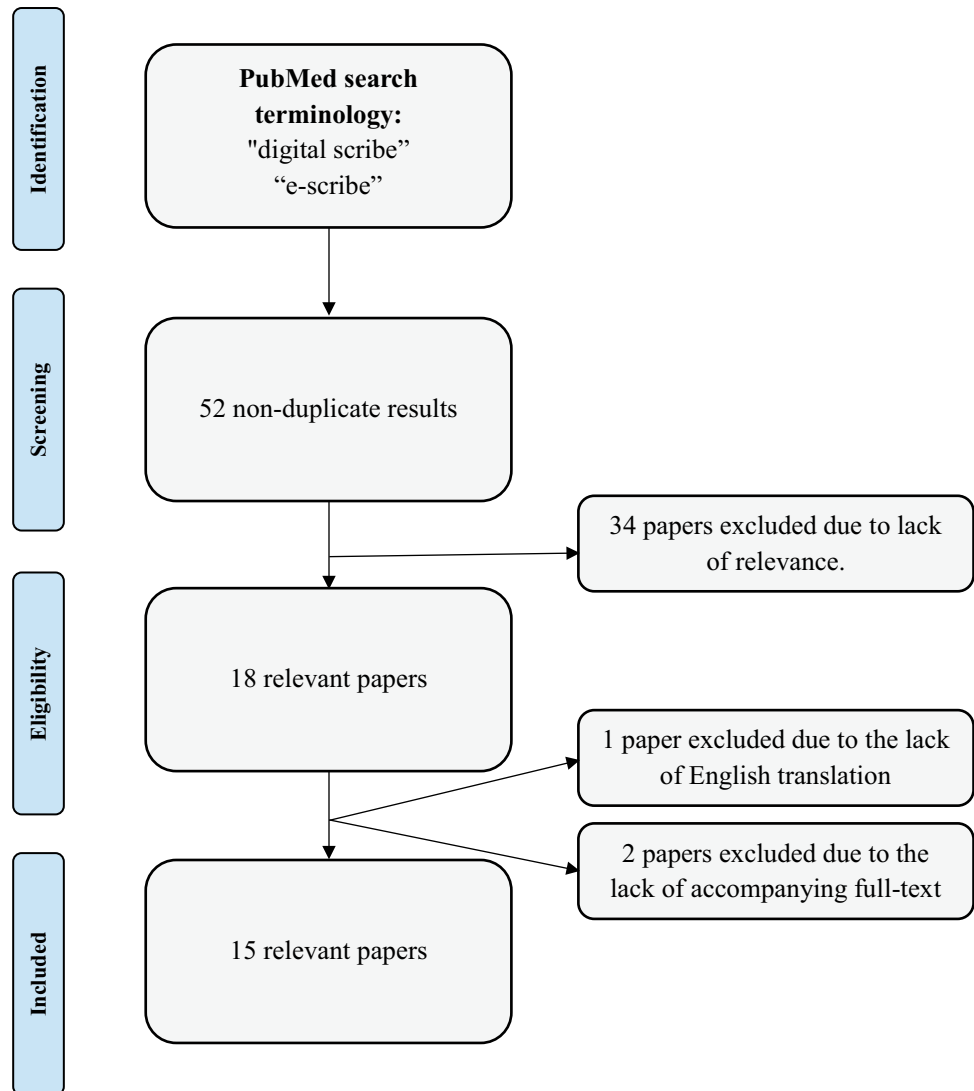 Identification
PubMed search
terminology:
"digital scribe”
“e-scribe”
Screening
52 non-duplicate results
34 papers excluded due to lack
of relevance.
Eligibility
18 relevant papers
1 paper excluded due to the lack
of English translation
2 papers excluded due to the
lack of accompanying full-text
Included
15 relevant papers